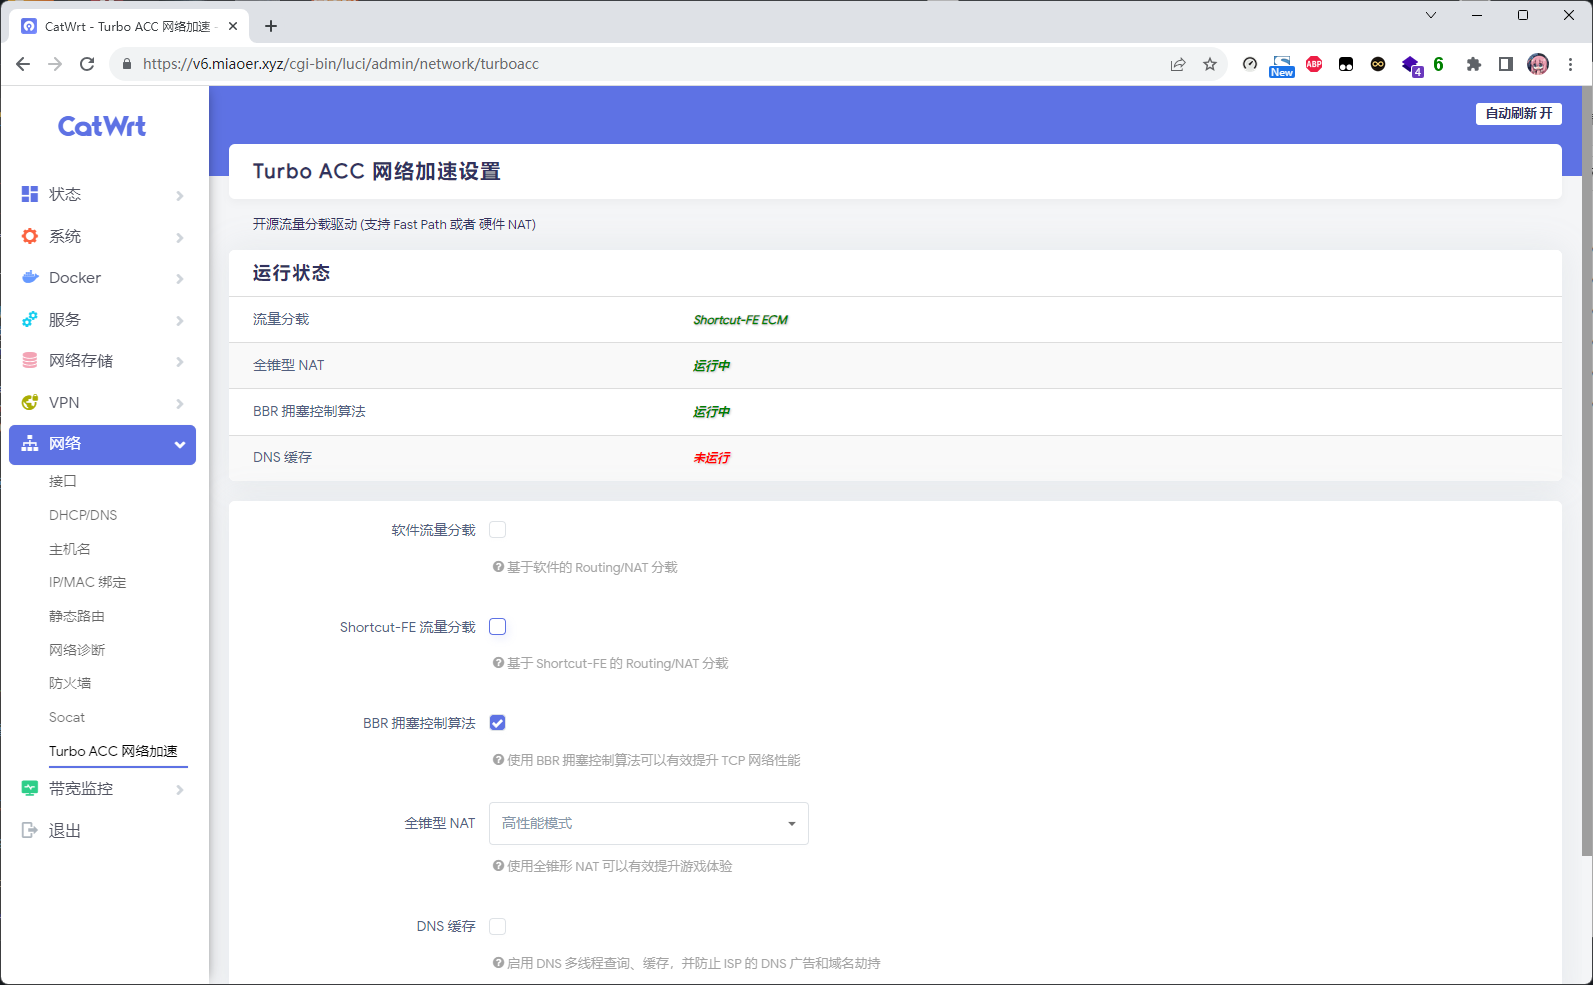 CatWrt - Turbo ACC 网络加速 -
https://v6.miaoer.xyz/cgi-bin/luci/admin/network/turboacc
New
ABP
4
6
CatWrt
自动刷新 开
状态
系统
Docker
服务
网络存储
VPN
网络
接口
DHCP/DNS
主机名
IP/MAC 绑定
静态路由
网络诊断
防火墙
Socat
Turbo ACC 网络加速
带宽监控
退出
Turbo ACC 网络加速设置
开源流量分载驱动 (支持 Fast Path 或者 硬件 NAT)
运行状态
流量分载 Shortcut-FE ECM
全锥型 NAT 运行中
BBR 拥塞控制算法 运行中
DNS 缓存 未运行
软件流量分载
基于软件的 Routing/NAT 分载
Shortcut-FE 流量分载
基于 Shortcut-FE 的 Routing/NAT 分载
BBR 拥塞控制算法
使用 BBR 拥塞控制算法可以有效提升 TCP 网络性能
全锥型 NAT 高性能模式
使用全锥形 NAT 可以有效提升游戏体验
DNS 缓存
启用 DNS 多线程查询、缓存，并防止 ISP 的 DNS 广告和域名劫持